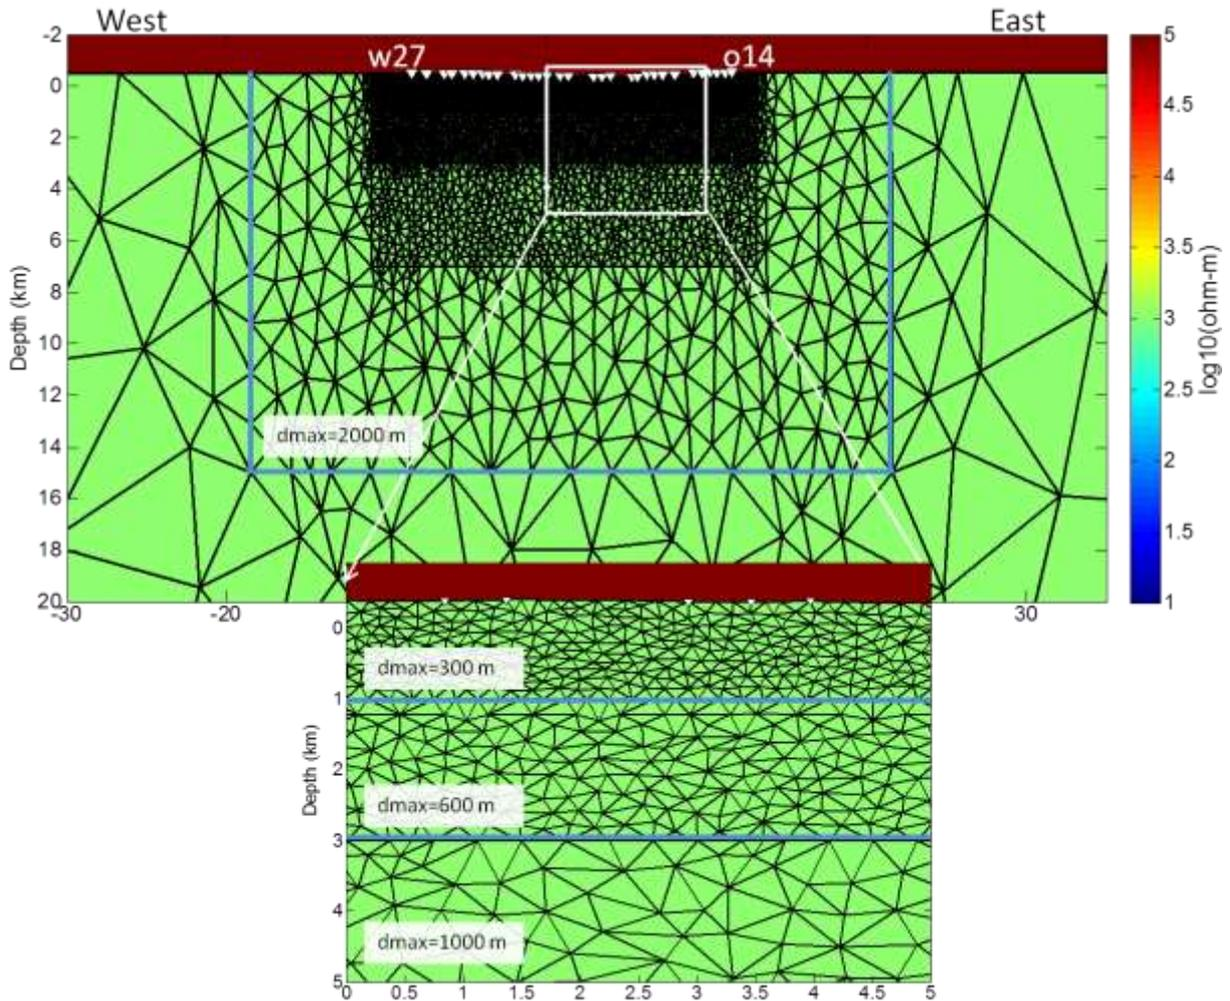 West East
-2
w27 o14
0
2
4
6
8
10
12
14
16
18
20
Depth (km)
-30 -20 30
dmax=2000 m
5
4.5
4
3.5
3
2.5
2
1.5
1
log10(ohm-m)
0
1
2
3
4
5
Depth (km)
dmax=300 m
dmax=600 m
dmax=1000 m
0 0.5 1 1.5 2 2.5 3 3.5 4 4.5 5